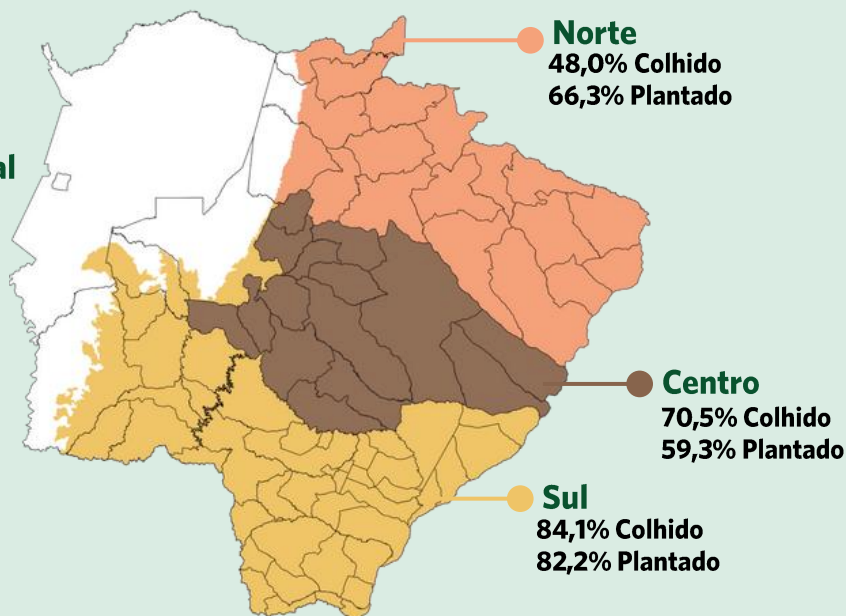 Norte
48,0% Colhido
66,3% Plantado
al
Centro
70,5% Colhido
59,3% Plantado
Sul
84,1% Colhido
82,2% Plantado